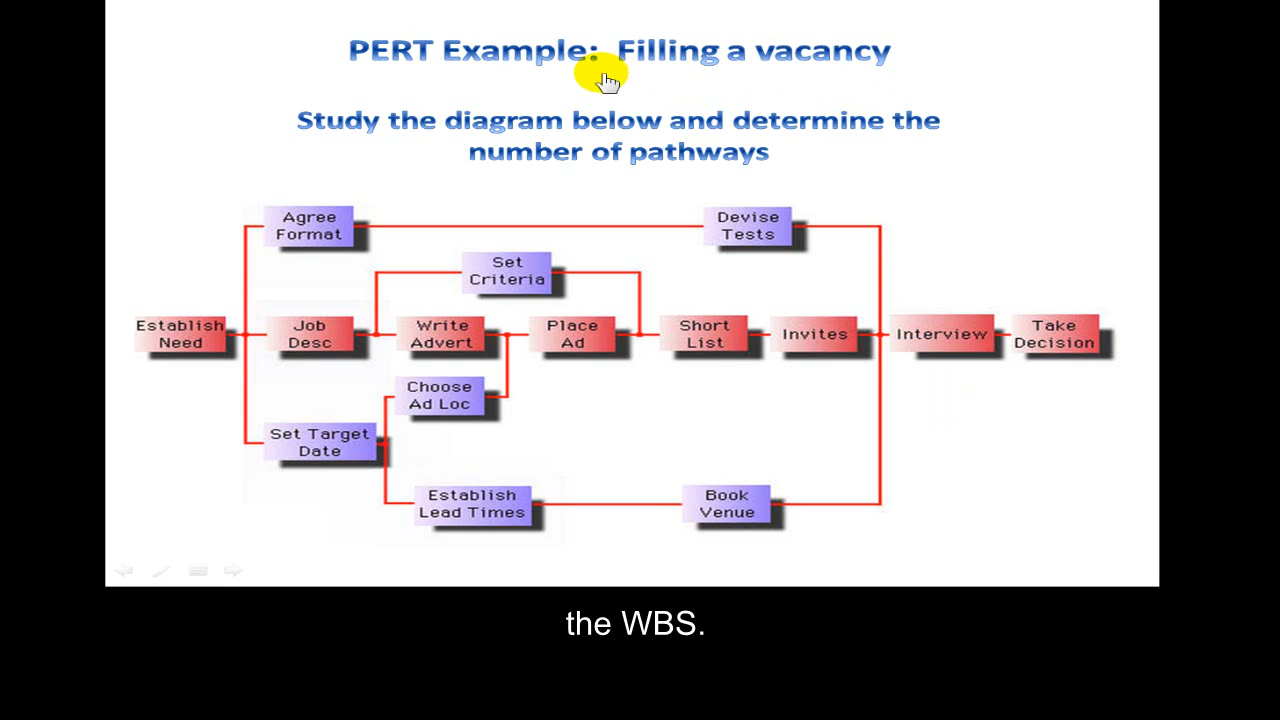 PERT Example: Filling a vacancy
Study the diagram below and determine the
number of pathways
Agree
Format
Devise
Tests
Set
Criteria
Establish
Need
Job
Desc
Write
Advert
Place
Ad
Short
List
Invites
Interview
Take
Decision
Choose
Ad Loc
Set Target
Date
Establish
Lead Times
Book
Venue
the WBS.